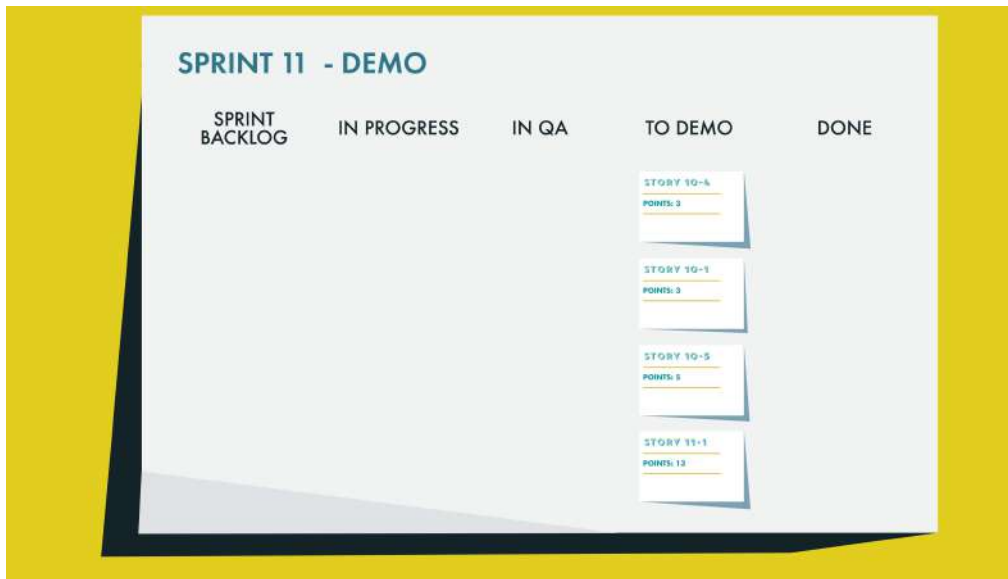 SPRINT 11 - DEMO
SPRINT
BACKLOG
IN PROGRESS
IN QA
TO DEMO
DONE
STORY 10-4
POINTS: 3
STORY 10-1
POINTS: 3
STORY 10-5
POINTS: 5
STORY 11-1
POINTS: 13